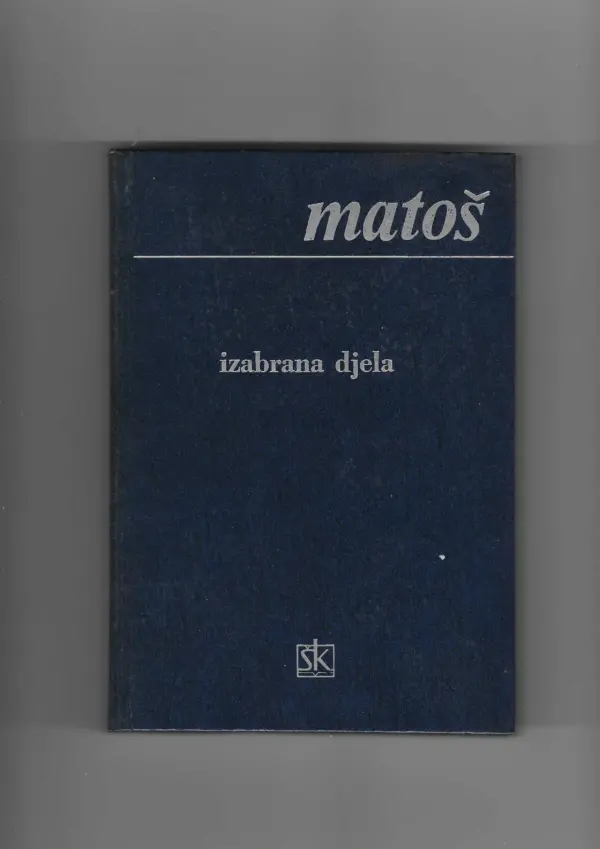 matoš
izabrana djela
šk